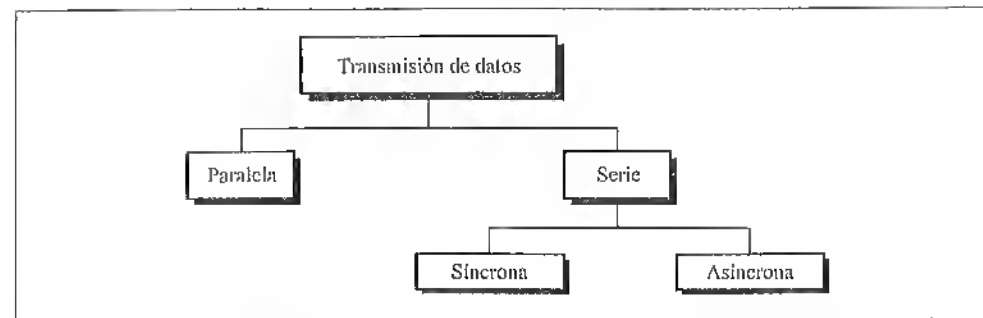 Transmisión de datos
Paralela
Serie
Síncrona
Asíncrona